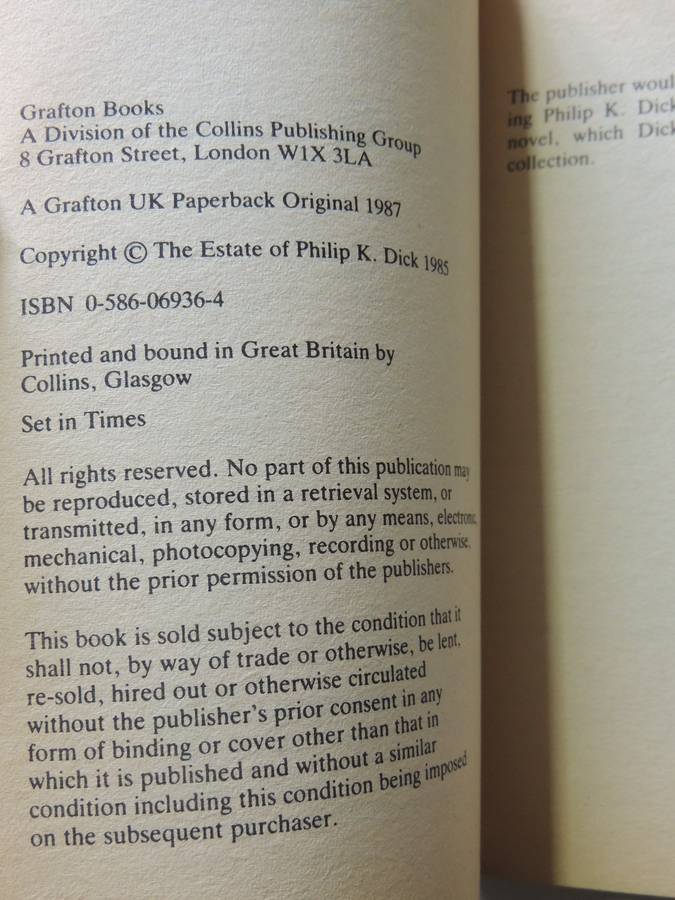 Grafton Books
A Division of the Collins Publishing Group
8 Grafton Street, London W1X 3LA
A Grafton UK Paperback Original 1987
Copyright © The Estate of Philip K. Dick 1985
ISBN 0-586-06936-4
Printed and bound in Great Britain by
Collins, Glasgow
Set in Times
All rights reserved. No part of this publication may
be reproduced, stored in a retrieval system, or
transmitted, in any form, or by any means, electronic,
mechanical, photocopying, recording or otherwise,
without the prior permission of the publishers.
This book is sold subject to the condition that it
shall not, by way of trade or otherwise, be lent,
re-sold, hired out or otherwise circulated
without the publisher's prior consent in any
form of binding or cover other than that in
which it is published and without a similar
condition including this condition being imposed
on the subsequent purchaser.
The publisher woul
ing Philip K. Dick
novel, which Dick
collection.